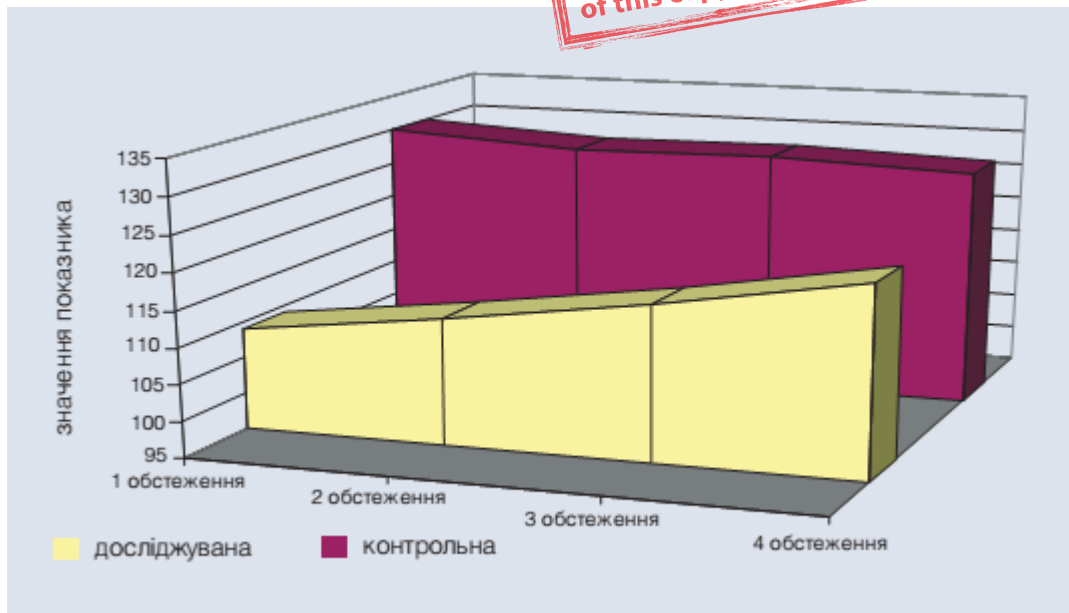 of this
135
130
125
120
115
110
105
100
95
значення показника
1 обстеження
2 обстеження
3 обстеження
4 обстеження
досліджувана
контрольна